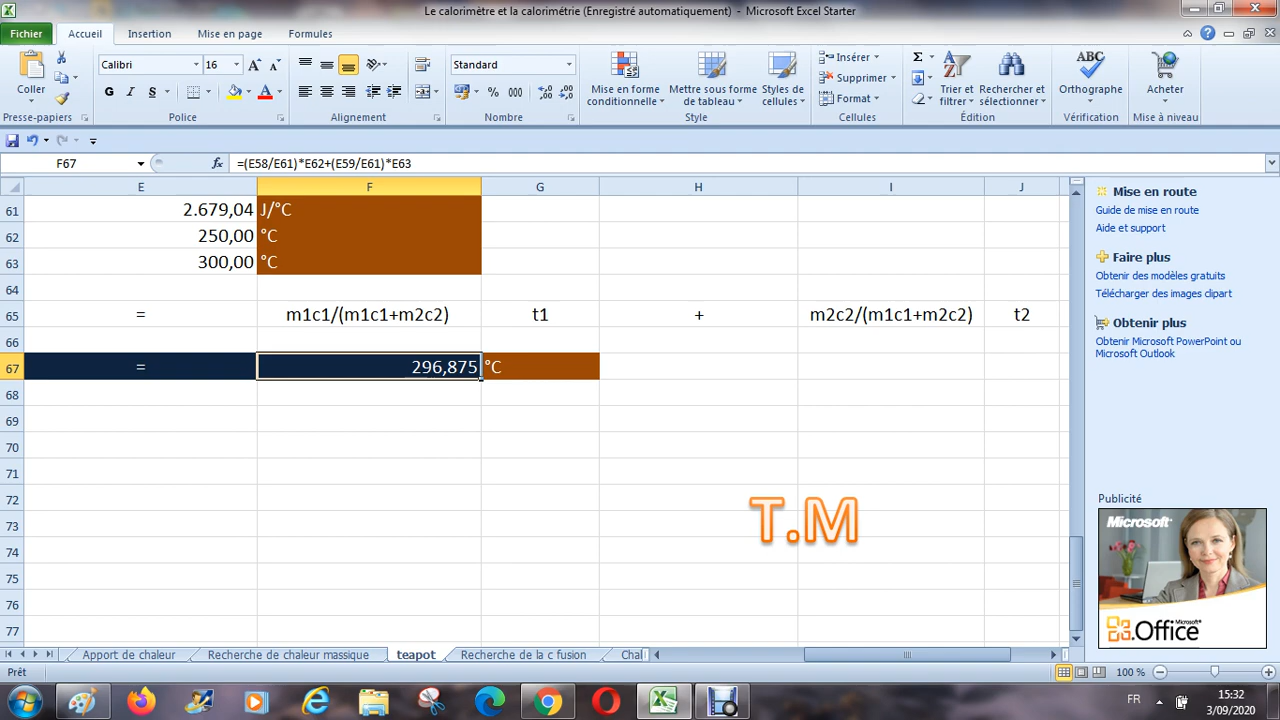 Le calorimètre et la calorimétrie (Enregistré automatiquement) - Microsoft Excel Starter
Fichier Accueil Insertion Mise en page Formules
Calibri 16 Standard
Insérer
Supprimer
Format
Coller
G I S
% 000
Mise en forme conditionnelle
Mettre sous forme de tableau
Styles de cellules
Trier et filtrer
Rechercher et sélectionner
ABC
Orthographe
Acheter
Presse-papiers Police Alignement Nombre Style Cellules Édition Vérification Mise à niveau
F67 fx =(E58/E61)*E62+(E59/E61)*E63
E F G H I J
61 2.679,04 J/°C
62 250,00 °C
63 300,00 °C
64
65 = m1c1/(m1c1+m2c2) t1 + m2c2/(m1c1+m2c2) t2
66
67 = 296,875 °C
68
69
70
71
72
73
74
75
76
77
T.M
Mise en route
Guide de mise en route
Aide et support
Faire plus
Obtenir des modèles gratuits
Télécharger des images clipart
Obtenir plus
Obtenir Microsoft PowerPoint ou
Microsoft Outlook
Publicité
Microsoft
Microsoft
Office
Apport de chaleur Recherche de chaleur massique teapot Recherche de la c fusion Chal
Prêt 100 %
FR 15:32
3/09/2020